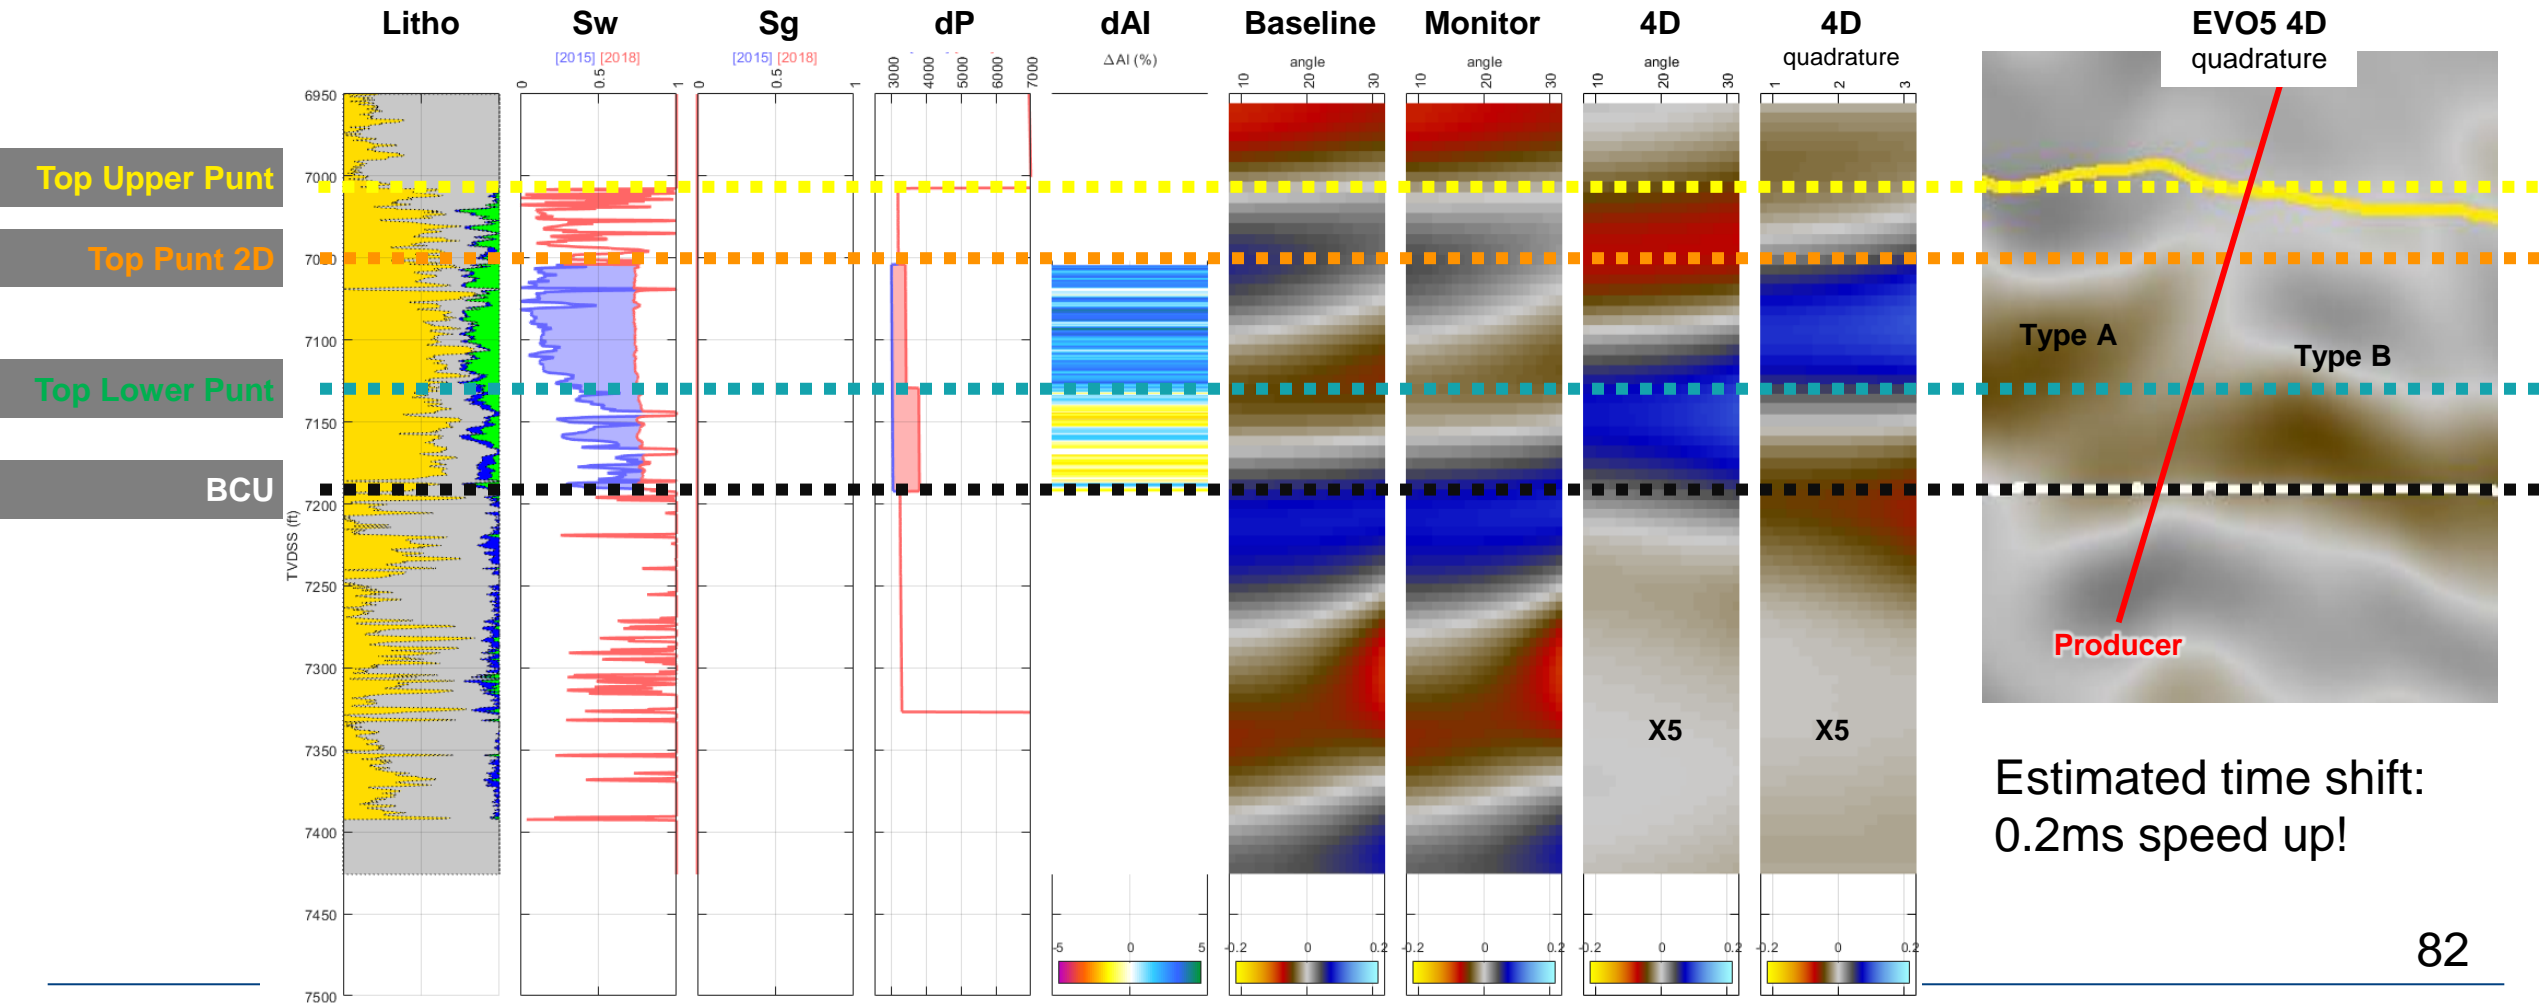 Litho
Sw
Sg
dP
dAI
Baseline
Monitor
4D
4D
quadrature
EVO5 4D
quadrature
[2015] [2018]
[2015] [2018]
ΔAI (%)
angle
angle
angle
0 0.5 1
0 0.5 1
3000 4000 5000 6000 7000
10 20 30
10 20 30
10 20 30
1 2 3
6950
7000
7100
7150
7200
7250
7300
7350
7400
7450
7500
TVDSS (ft)
Top Upper Punt
Top Punt 2D
Top Lower Punt
BCU
Type A
Type B
Producer
X5
X5
Estimated time shift:
0.2ms speed up!
-5 0 5
-0.2 0 0.2
-0.2 0 0.2
-0.2 0 0.2
-0.2 0 0.2
82